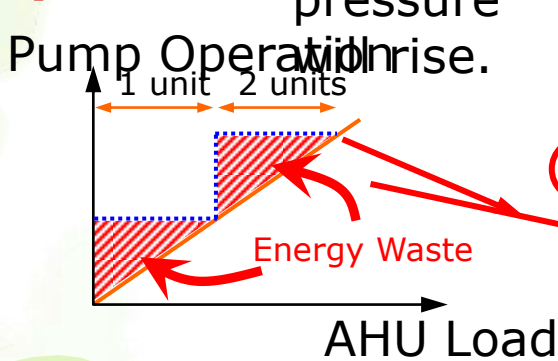 pressure
will rise.
Pump Operation
1 unit 2 units
Energy Waste
AHU Load